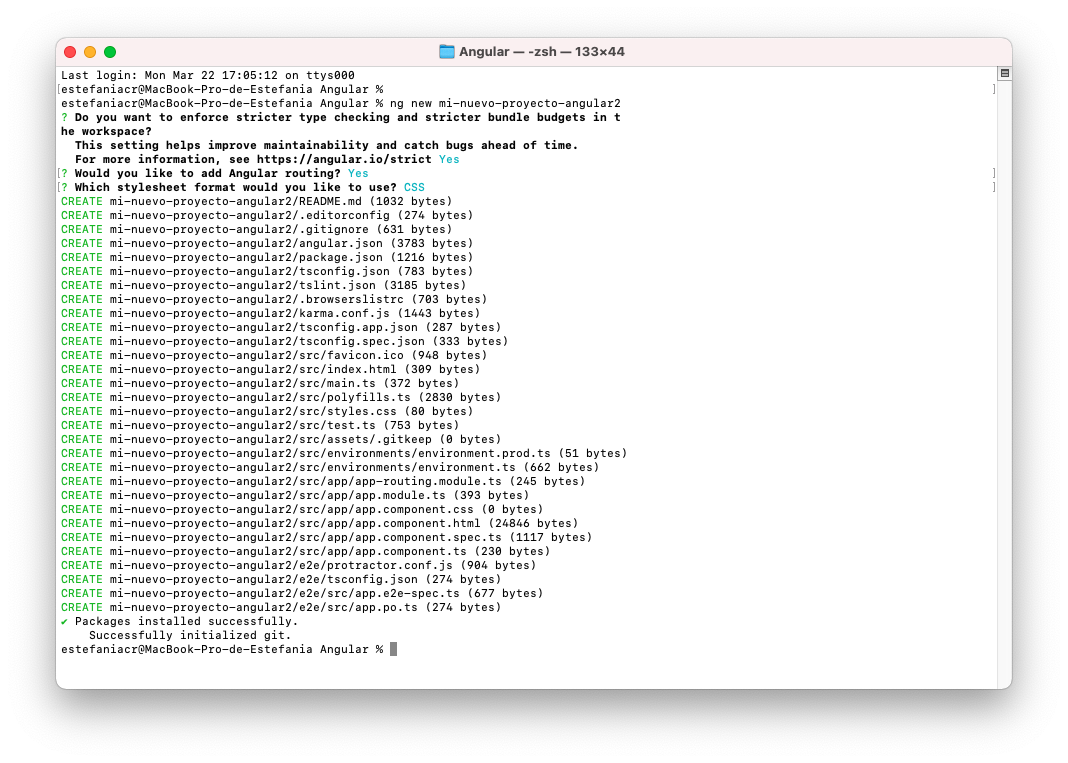 Angular — -zsh — 133×44
Last login: Mon Mar 22 17:05:12 on ttys000
[estefaniacr@MacBook-Pro-de-Estefania Angular % ]
estefaniacr@MacBook-Pro-de-Estefania Angular % ng new mi-nuevo-proyecto-angular2
? Do you want to enforce stricter type checking and stricter bundle budgets in t
he workspace?
This setting helps improve maintainability and catch bugs ahead of time.
For more information, see https://angular.io/strict Yes
[? Would you like to add Angular routing? Yes ]
[? Which stylesheet format would you like to use? CSS ]
CREATE mi-nuevo-proyecto-angular2/README.md (1032 bytes)
CREATE mi-nuevo-proyecto-angular2/.editorconfig (274 bytes)
CREATE mi-nuevo-proyecto-angular2/.gitignore (631 bytes)
CREATE mi-nuevo-proyecto-angular2/angular.json (3783 bytes)
CREATE mi-nuevo-proyecto-angular2/package.json (1216 bytes)
CREATE mi-nuevo-proyecto-angular2/tsconfig.json (783 bytes)
CREATE mi-nuevo-proyecto-angular2/tslint.json (3185 bytes)
CREATE mi-nuevo-proyecto-angular2/.browserslistrc (703 bytes)
CREATE mi-nuevo-proyecto-angular2/karma.conf.js (1443 bytes)
CREATE mi-nuevo-proyecto-angular2/tsconfig.app.json (287 bytes)
CREATE mi-nuevo-proyecto-angular2/tsconfig.spec.json (333 bytes)
CREATE mi-nuevo-proyecto-angular2/src/favicon.ico (948 bytes)
CREATE mi-nuevo-proyecto-angular2/src/index.html (309 bytes)
CREATE mi-nuevo-proyecto-angular2/src/main.ts (372 bytes)
CREATE mi-nuevo-proyecto-angular2/src/polyfills.ts (2830 bytes)
CREATE mi-nuevo-proyecto-angular2/src/styles.css (80 bytes)
CREATE mi-nuevo-proyecto-angular2/src/test.ts (753 bytes)
CREATE mi-nuevo-proyecto-angular2/src/assets/.gitkeep (0 bytes)
CREATE mi-nuevo-proyecto-angular2/src/environments/environment.prod.ts (51 bytes)
CREATE mi-nuevo-proyecto-angular2/src/environments/environment.ts (662 bytes)
CREATE mi-nuevo-proyecto-angular2/src/app/app-routing.module.ts (245 bytes)
CREATE mi-nuevo-proyecto-angular2/src/app/app.module.ts (393 bytes)
CREATE mi-nuevo-proyecto-angular2/src/app/app.component.css (0 bytes)
CREATE mi-nuevo-proyecto-angular2/src/app/app.component.html (24846 bytes)
CREATE mi-nuevo-proyecto-angular2/src/app/app.component.spec.ts (1117 bytes)
CREATE mi-nuevo-proyecto-angular2/src/app/app.component.ts (230 bytes)
CREATE mi-nuevo-proyecto-angular2/e2e/protractor.conf.js (904 bytes)
CREATE mi-nuevo-proyecto-angular2/e2e/tsconfig.json (274 bytes)
CREATE mi-nuevo-proyecto-angular2/e2e/src/app.e2e-spec.ts (677 bytes)
CREATE mi-nuevo-proyecto-angular2/e2e/src/app.po.ts (274 bytes)
✔ Packages installed successfully.
Successfully initialized git.
estefaniacr@MacBook-Pro-de-Estefania Angular %